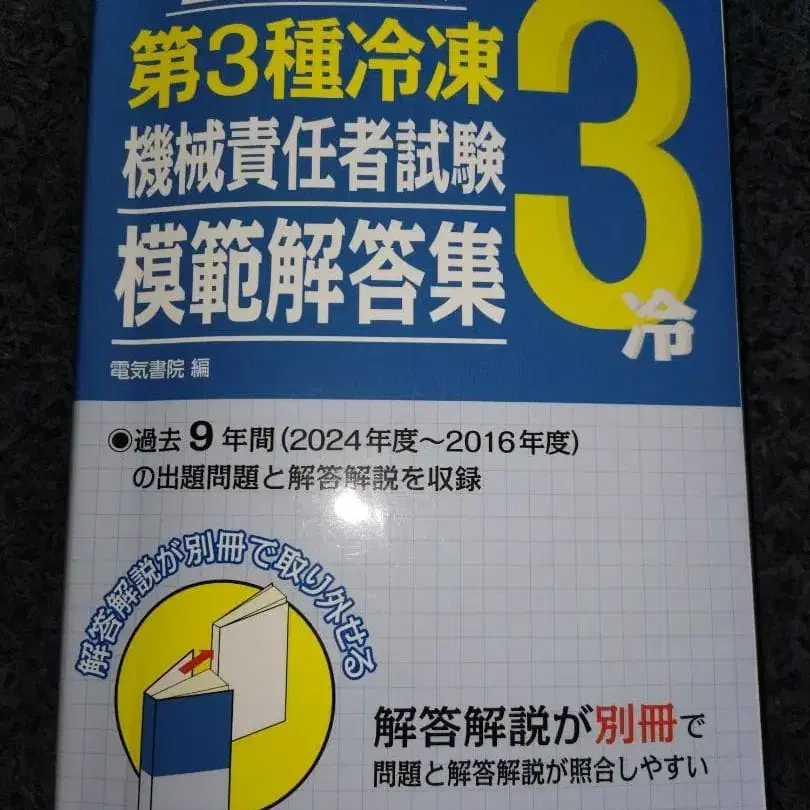 第3種冷凍
機械責任者試験
模範解答集
3
冷
電気書院 編
◉過去9年間(2024年度〜2016年度)
の出題問題と解答解説を収録
解答解説が別冊で取り外せる
解答解説が別冊で
問題と解答解説が照合しやすい